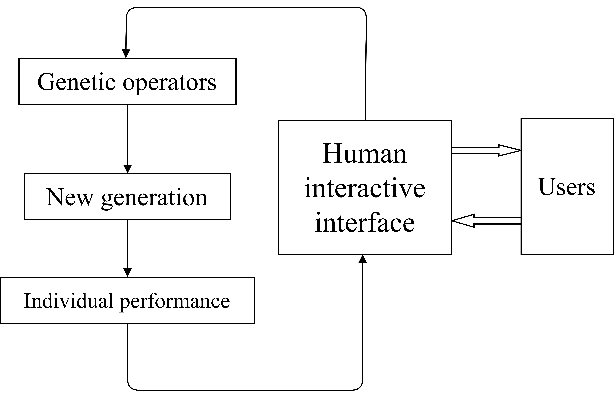 Genetic operators
New generation
Individual performance
Human
interactive
interface
Users